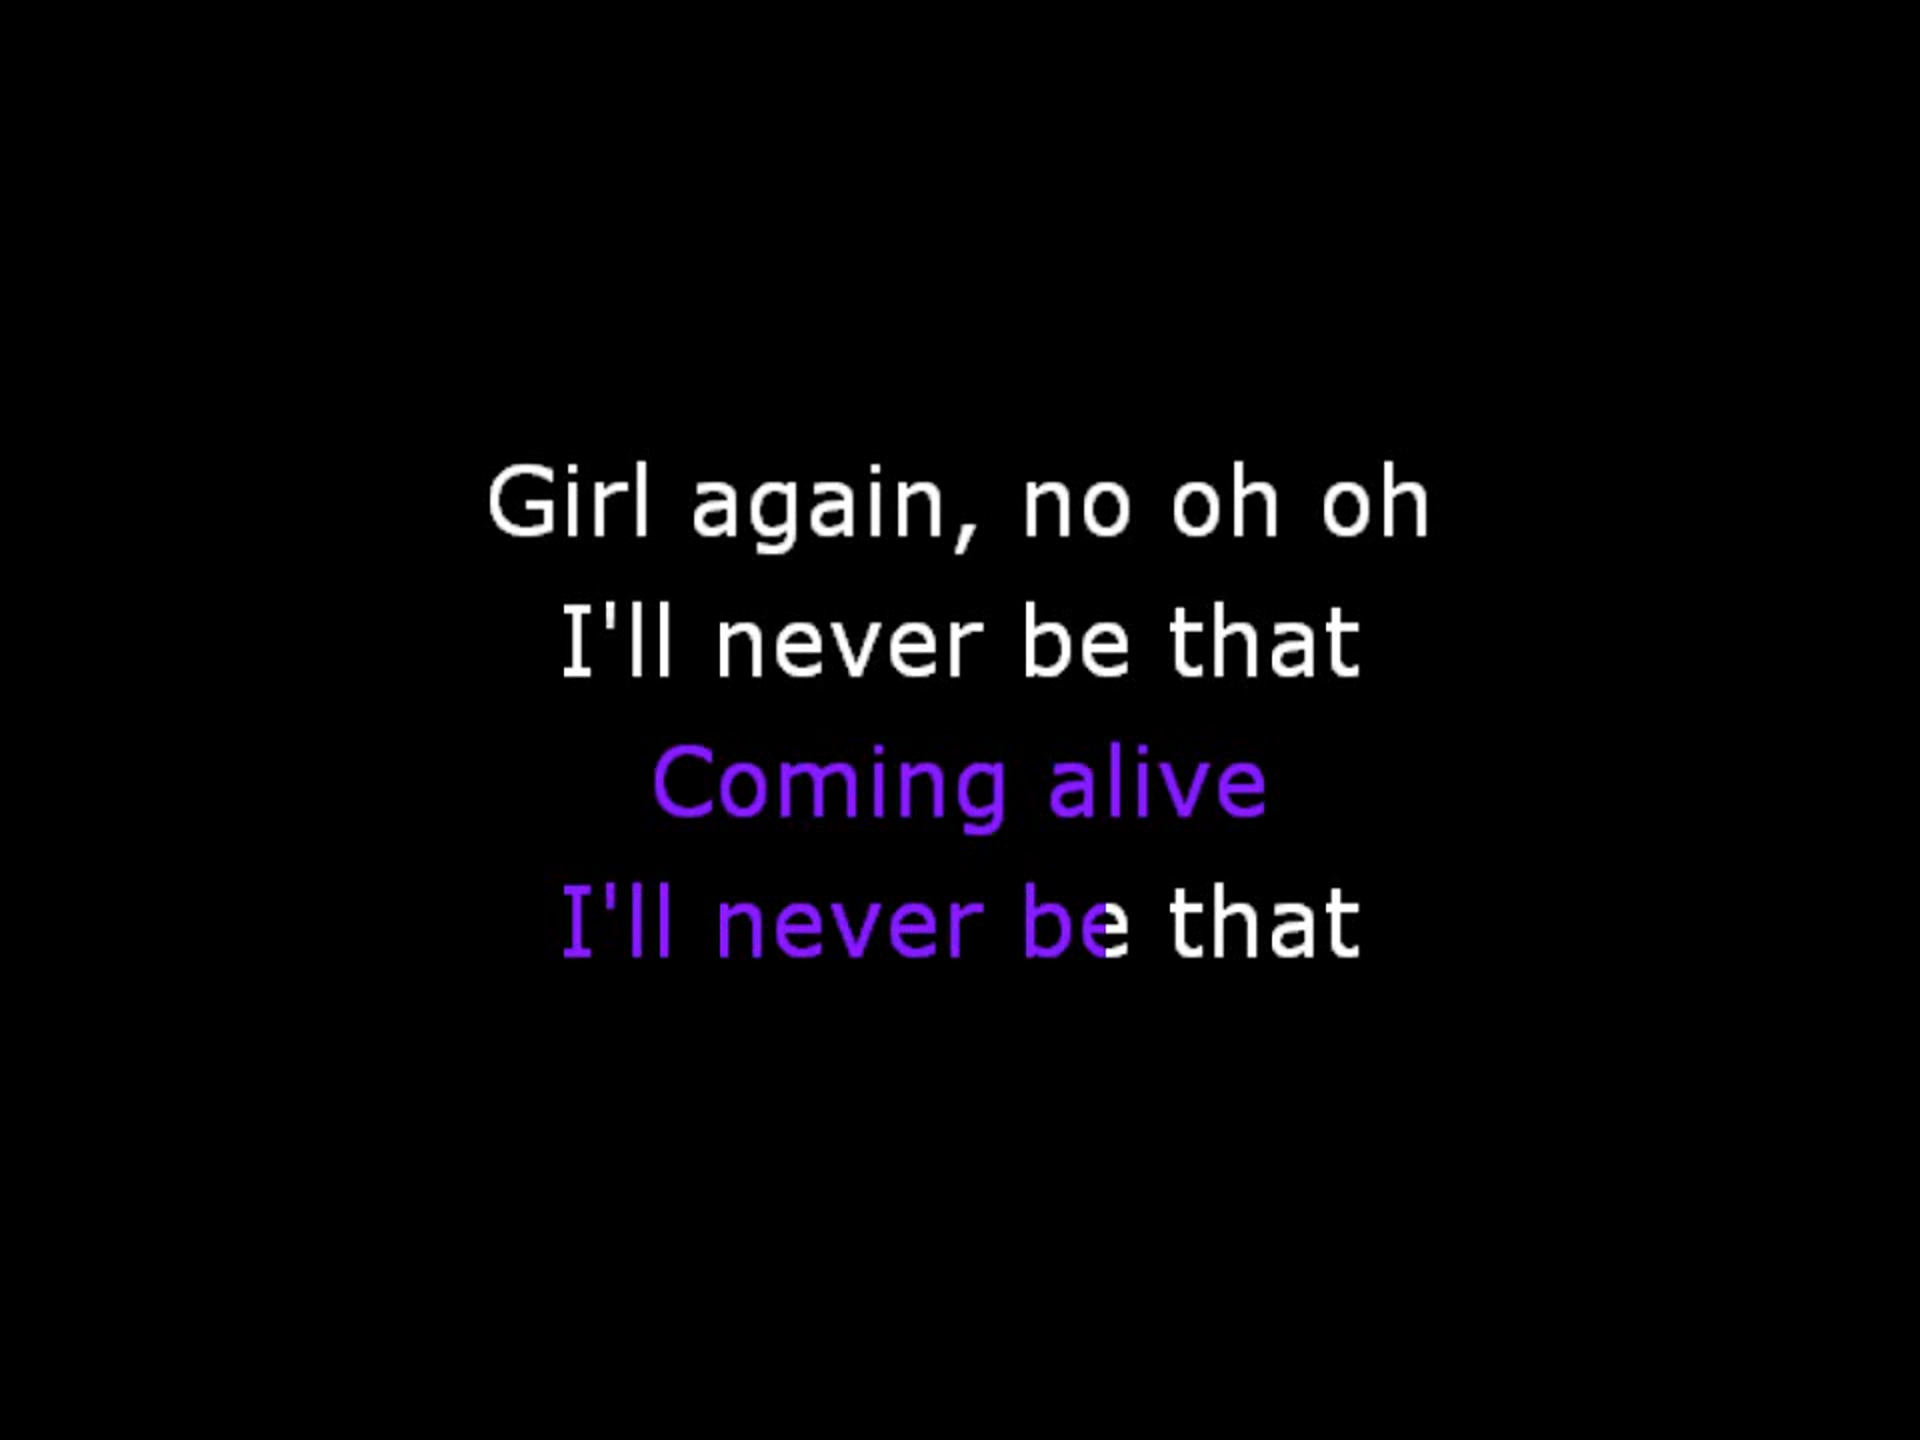 Girl again, no oh oh
I'll never be that
Coming alive
I'll never be that